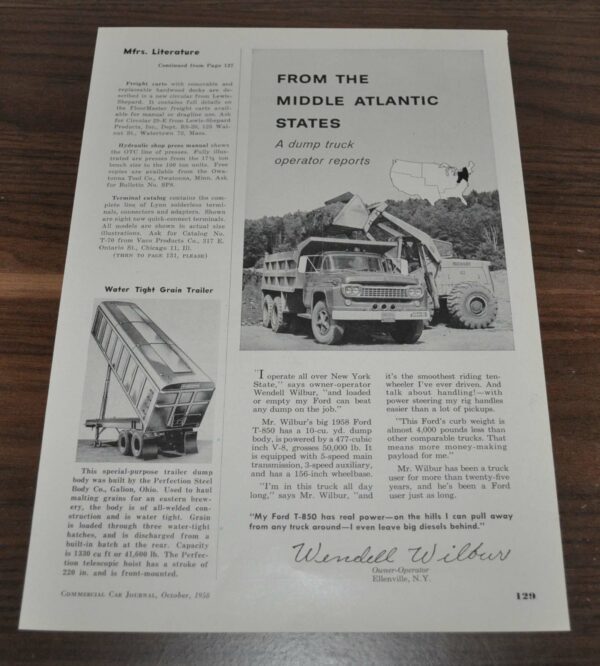 Mfrs. Literature
Continued from Page 127
Freight carts with removable and
replaceable hardwood decks are de-
scribed in a new circular from Lewis-
Shepard. It contains full details on
the FloorMaster freight carts avail-
able for manual or dragline use. Ask
for Circular 29-E from Lewis-Shepard
Products, Inc., Dept. R9-29, 125 Wal-
nut St., Watertown 72, Mass.
Hydraulic shop press manual shows
the OTC line of presses. Fully illus-
trated are presses from the 17½ ton
bench size to the 100 ton units. Free
copies are available from the Owa-
tonna Tool Co., Owatonna, Minn. Ask
for Bulletin No. SPS.
Terminal catalog contains the com-
plete line of Lynn solderless termi-
nals, connectors and adapters. Shown
are eight new quick-connect terminals.
All models are shown in actual size
illustrations. Ask for Catalog No.
T-70 from Vaco Products Co., 317 E.
Ontario St., Chicago 11, Ill.
(THEN TO PAGE 131, PLEASE)
Water Tight Grain Trailer
This special-purpose trailer dump
body was built by the Perfection Steel
Body Co., Galion, Ohio. Used to haul
malting grains for an eastern brew-
ery, the body is of all-welded con-
struction and is water tight. Grain
is loaded through three water-tight
hatches, and is discharged from a
built-in hatch at the rear. Capacity
is 1330 cu ft or 41,600 lb. The Perfec-
tion telescopic hoist has a stroke of
220 in. and is front-mounted.
FROM THE
MIDDLE ATLANTIC
STATES
A dump truck
operator reports
"I operate all over New York
State," says owner-operator
Wendell Wilbur, "and loaded
or empty my Ford can beat
any dump on the job."
Mr. Wilbur's big 1958 Ford
T-850 has a 10-cu. yd. dump
body, is powered by a 477-cubic
inch V-8, grosses 50,000 lb. It
is equipped with 5-speed main
transmission, 3-speed auxiliary,
and has a 156-inch wheelbase.
"I'm in this truck all day
long," says Mr. Wilbur, "and
it's the smoothest riding ten-
wheeler I've ever driven. And
talk about handling!—with
power steering my rig handles
easier than a lot of pickups.
"This Ford's curb weight is
almost 4,000 pounds less than
other comparable trucks. That
means more money-making
payload for me."
Mr. Wilbur has been a truck
user for more than twenty-five
years, and he's been a Ford
user just as long.
"My Ford T-850 has real power—on the hills I can pull away
from any truck around—I even leave big diesels behind."
Wendell Wilbur
Owner-Operator
Ellenville, N.Y.
COMMERCIAL CAR JOURNAL, October, 1958
129